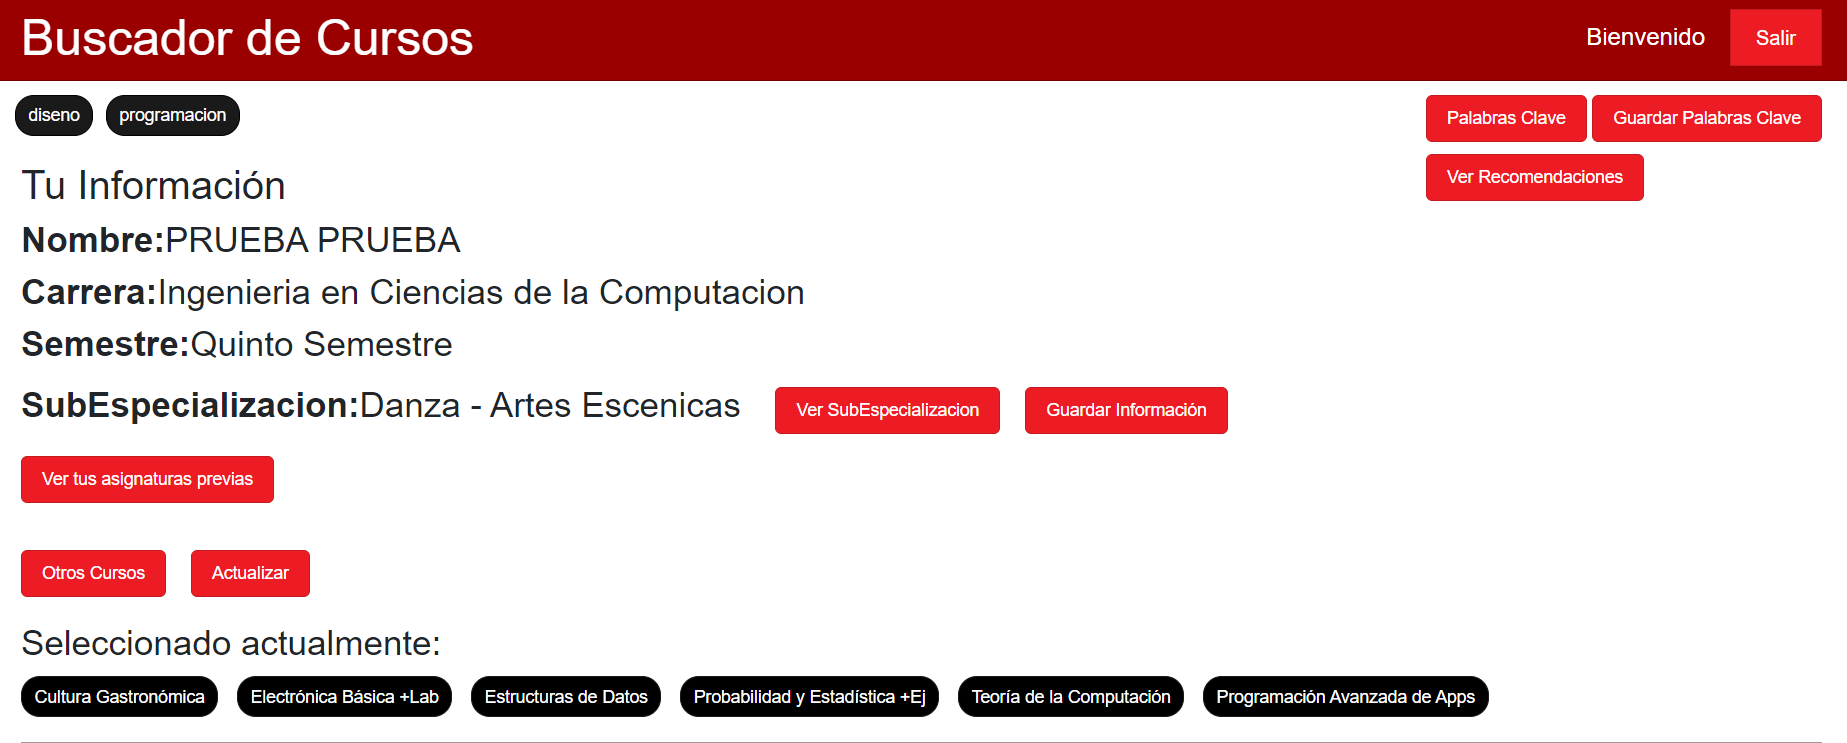 Buscador de Cursos
Bienvenido
Salir
diseno
programacion
Palabras Clave
Guardar Palabras Clave
Ver Recomendaciones
Tu Información
Nombre:PRUEBA PRUEBA
Carrera:Ingenieria en Ciencias de la Computacion
Semestre:Quinto Semestre
SubEspecializacion:Danza - Artes Escenicas
Ver SubEspecializacion
Guardar Información
Ver tus asignaturas previas
Otros Cursos
Actualizar
Seleccionado actualmente:
Cultura Gastronómica
Electrónica Básica +Lab
Estructuras de Datos
Probabilidad y Estadística +Ej
Teoría de la Computación
Programación Avanzada de Apps